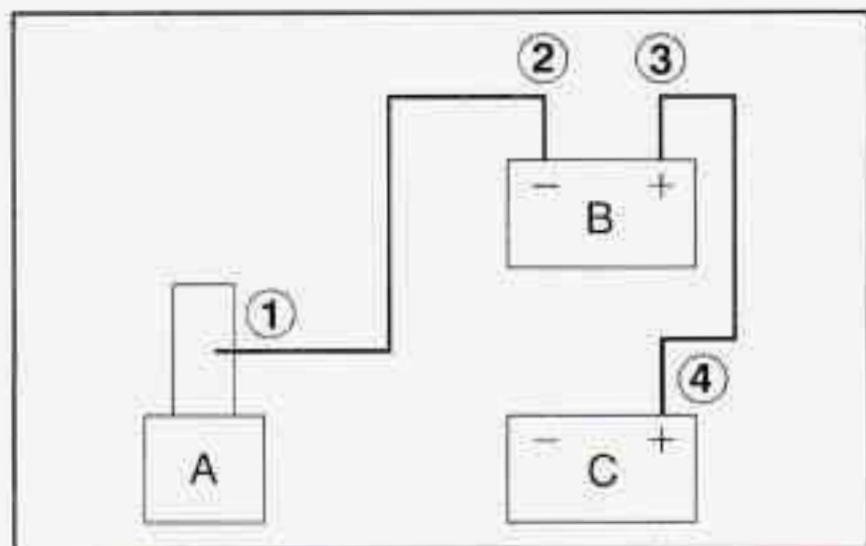 ② ③
− +
B
①
④
− +
A C